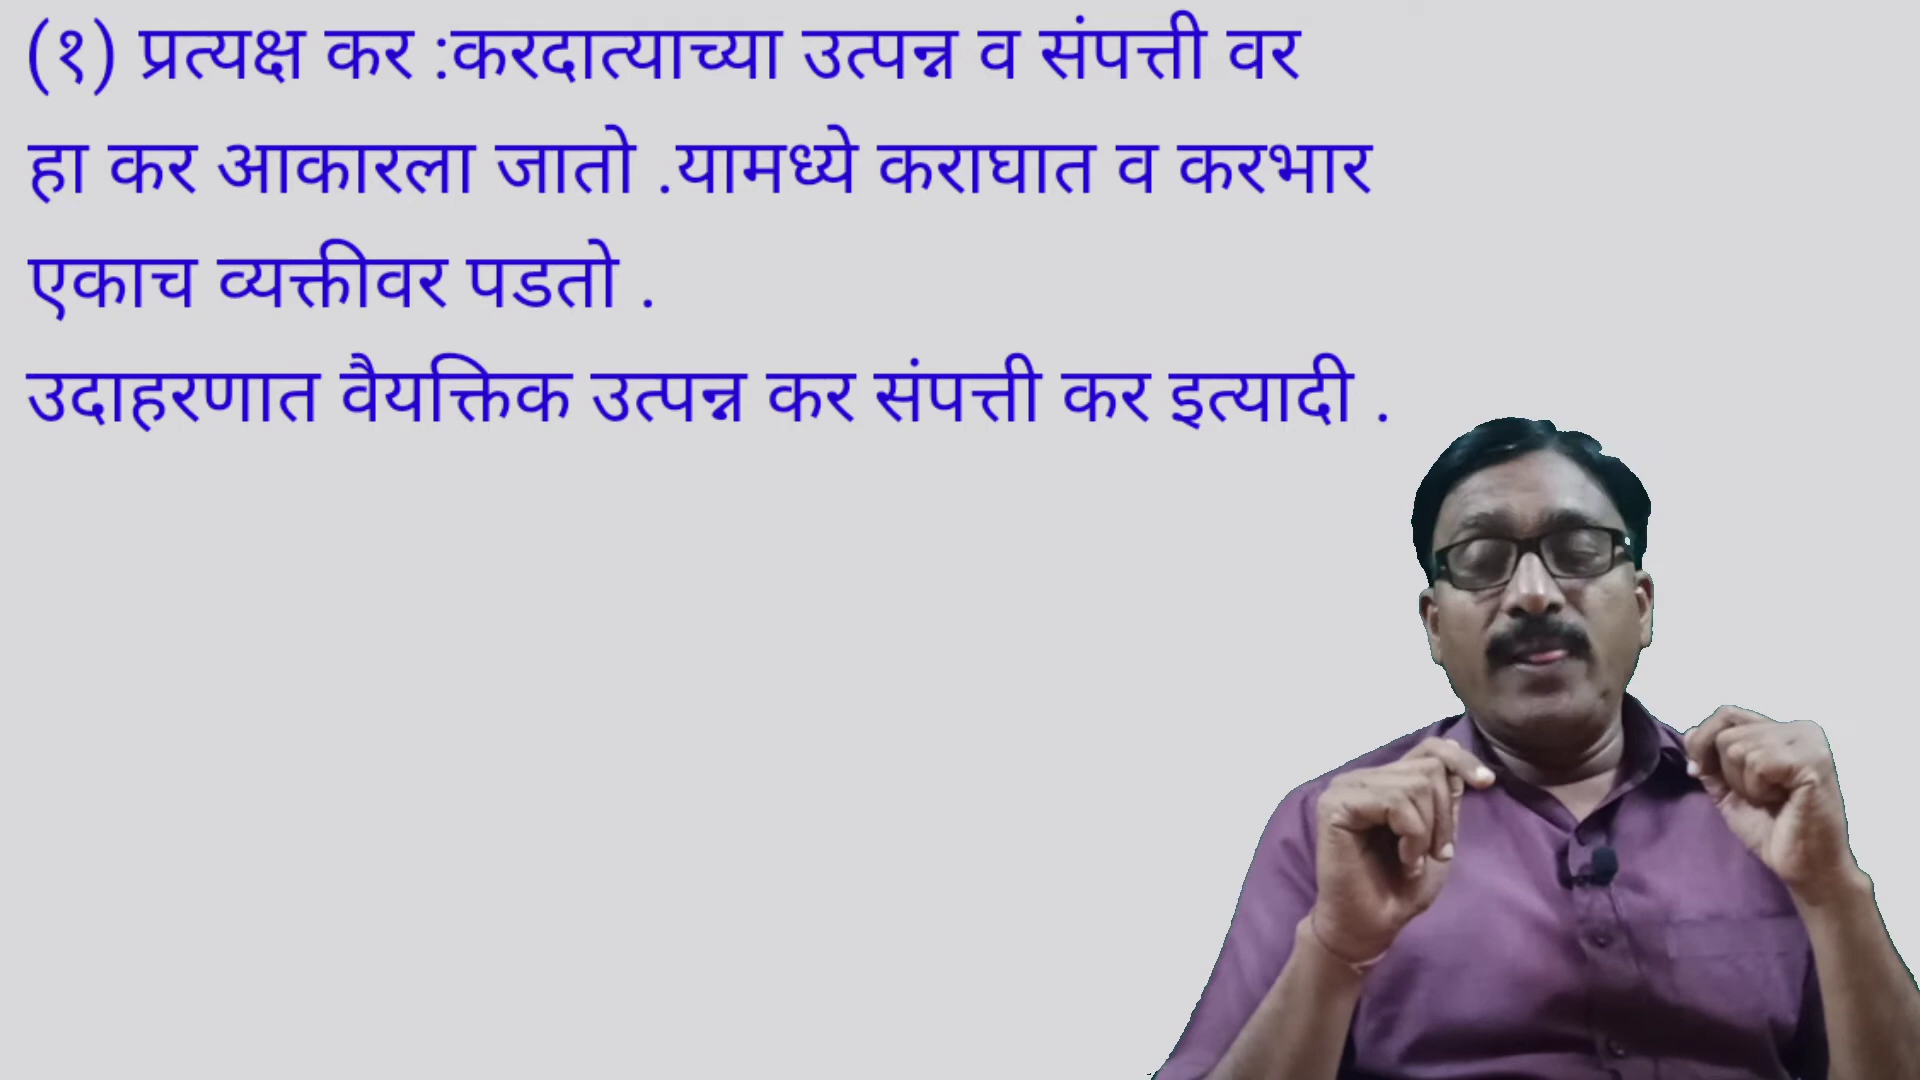 (१) प्रत्यक्ष कर :करदात्याच्या उत्पन्न व संपत्ती वर
हा कर आकारला जातो .यामध्ये कराघात व करभार
एकाच व्यक्तीवर पडतो .
उदाहरणात वैयक्तिक उत्पन्न कर संपत्ती कर इत्यादी .